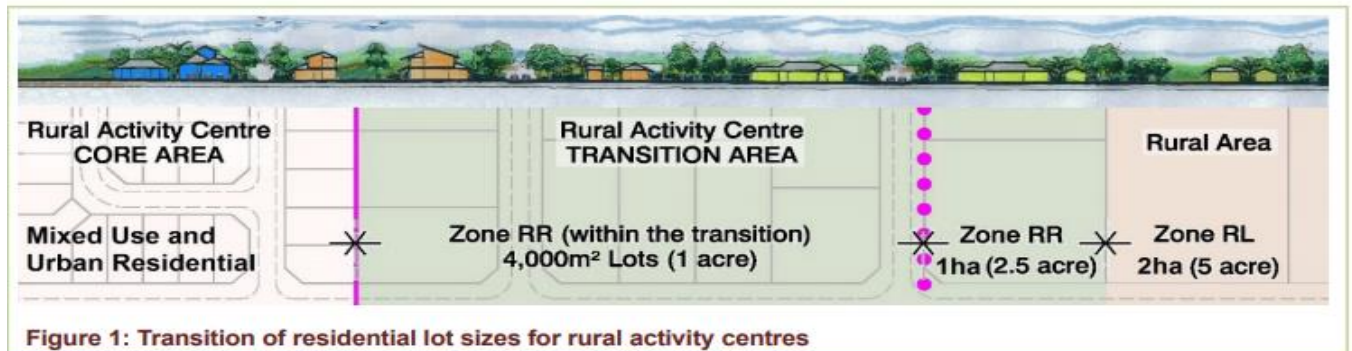 Rural Activity Centre
CORE AREA
Rural Activity Centre
TRANSITION AREA
Rural Area
Mixed Use and
Urban Residential
Zone RR (within the transition)
4,000m² Lots (1 acre)
Zone RR
1ha (2.5 acre)
Zone RL
2ha (5 acre)
Figure 1: Transition of residential lot sizes for rural activity centres